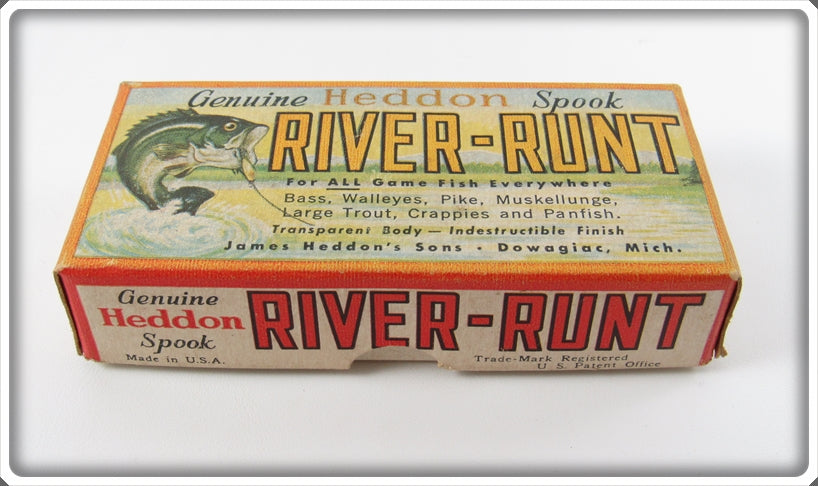 Genuine Heddon Spook
RIVER-RUNT
For ALL Game Fish Everywhere
Bass, Walleyes, Pike, Muskellunge,
Large Trout, Crappies and Panfish.
Transparent Body — Indestructible Finish
James Heddon's Sons • Dowagiac, Mich.
Genuine
Heddon
Spook
RIVER-RUNT
Made in U.S.A.
Trade-Mark Registered
U.S. Patent Office